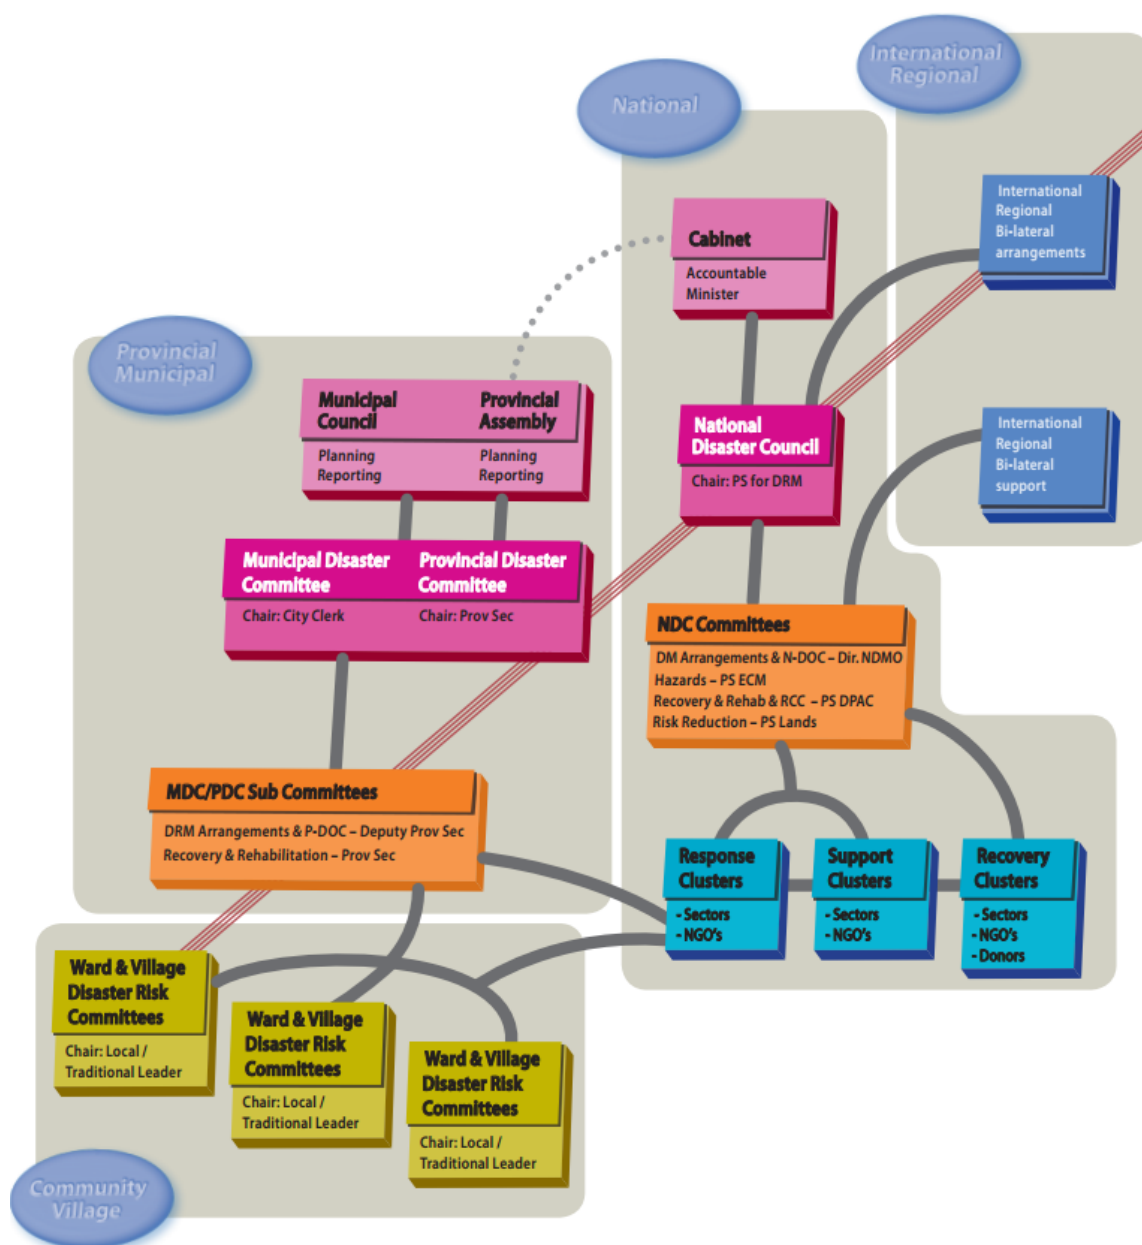 International
Regional
National
International
Regional
Bi-lateral
arrangements
Cabinet
Accountable
Minister
Provincial
Municipal
Municipal
Council
Planning
Reporting
Provincial
Assembly
Planning
Reporting
National
Disaster Council
Chair: PS for DRM
International
Regional
Bi-lateral
support
Municipal Disaster
Committee
Chair: City Clerk
Provincial Disaster
Committee
Chair: Prov Sec
NDC Committees
DM Arrangements & N-DOC – Dir. NDMO
Hazards – PS ECM
Recovery & Rehab & RCC – PS DPAC
Risk Reduction – PS Lands
MDC/PDC Sub Committees
DRM Arrangements & P-DOC – Deputy Prov Sec
Recovery & Rehabilitation – Prov Sec
Response
Clusters
- Sectors
- NGO's
Support
Clusters
- Sectors
- NGO's
Recovery
Clusters
- Sectors
- NGO's
- Donors
Ward & Village
Disaster Risk
Committees
Chair: Local /
Traditional Leader
Ward & Village
Disaster Risk
Committees
Chair: Local /
Traditional Leader
Ward & Village
Disaster Risk
Committees
Chair: Local /
Traditional Leader
Community
Village